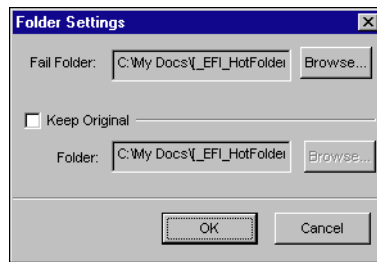 Folder Settings
Fail Folder: C:\My Docs\[_EFI_HotFolder Browse...
Keep Original
Folder: C:\My Docs\[_EFI_HotFolder Browse...
OK Cancel